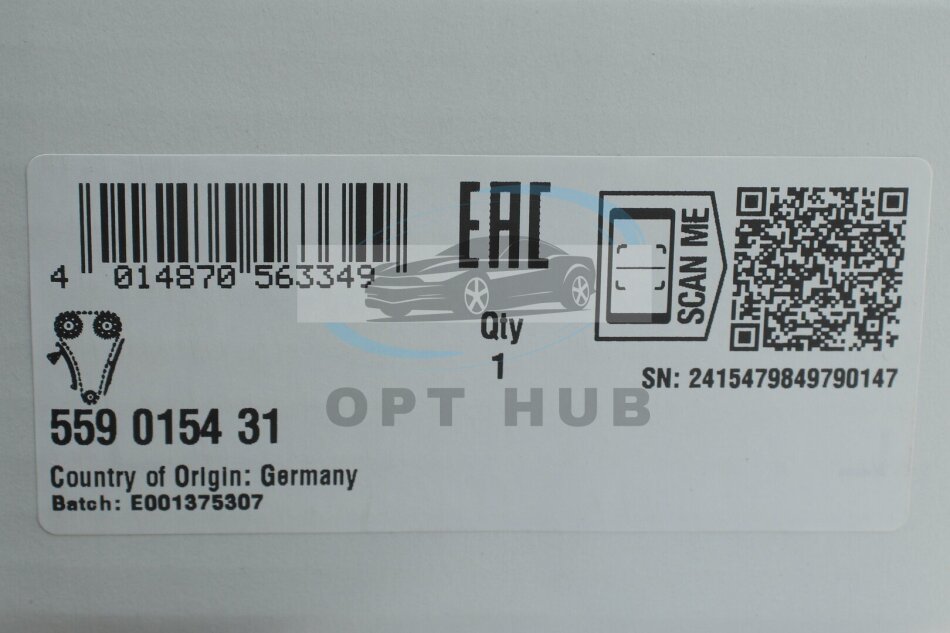 4 014870 563349
EAC
Qty
1
SCAN ME
SN: 2415479849790147
OPT HUB
559 0154 31
Country of Origin: Germany
Batch: E001375307